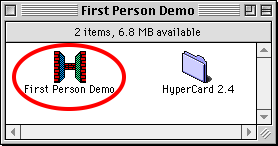 First Person Demo
2 items, 6.8 MB available
First Person Demo
HyperCard 2.4